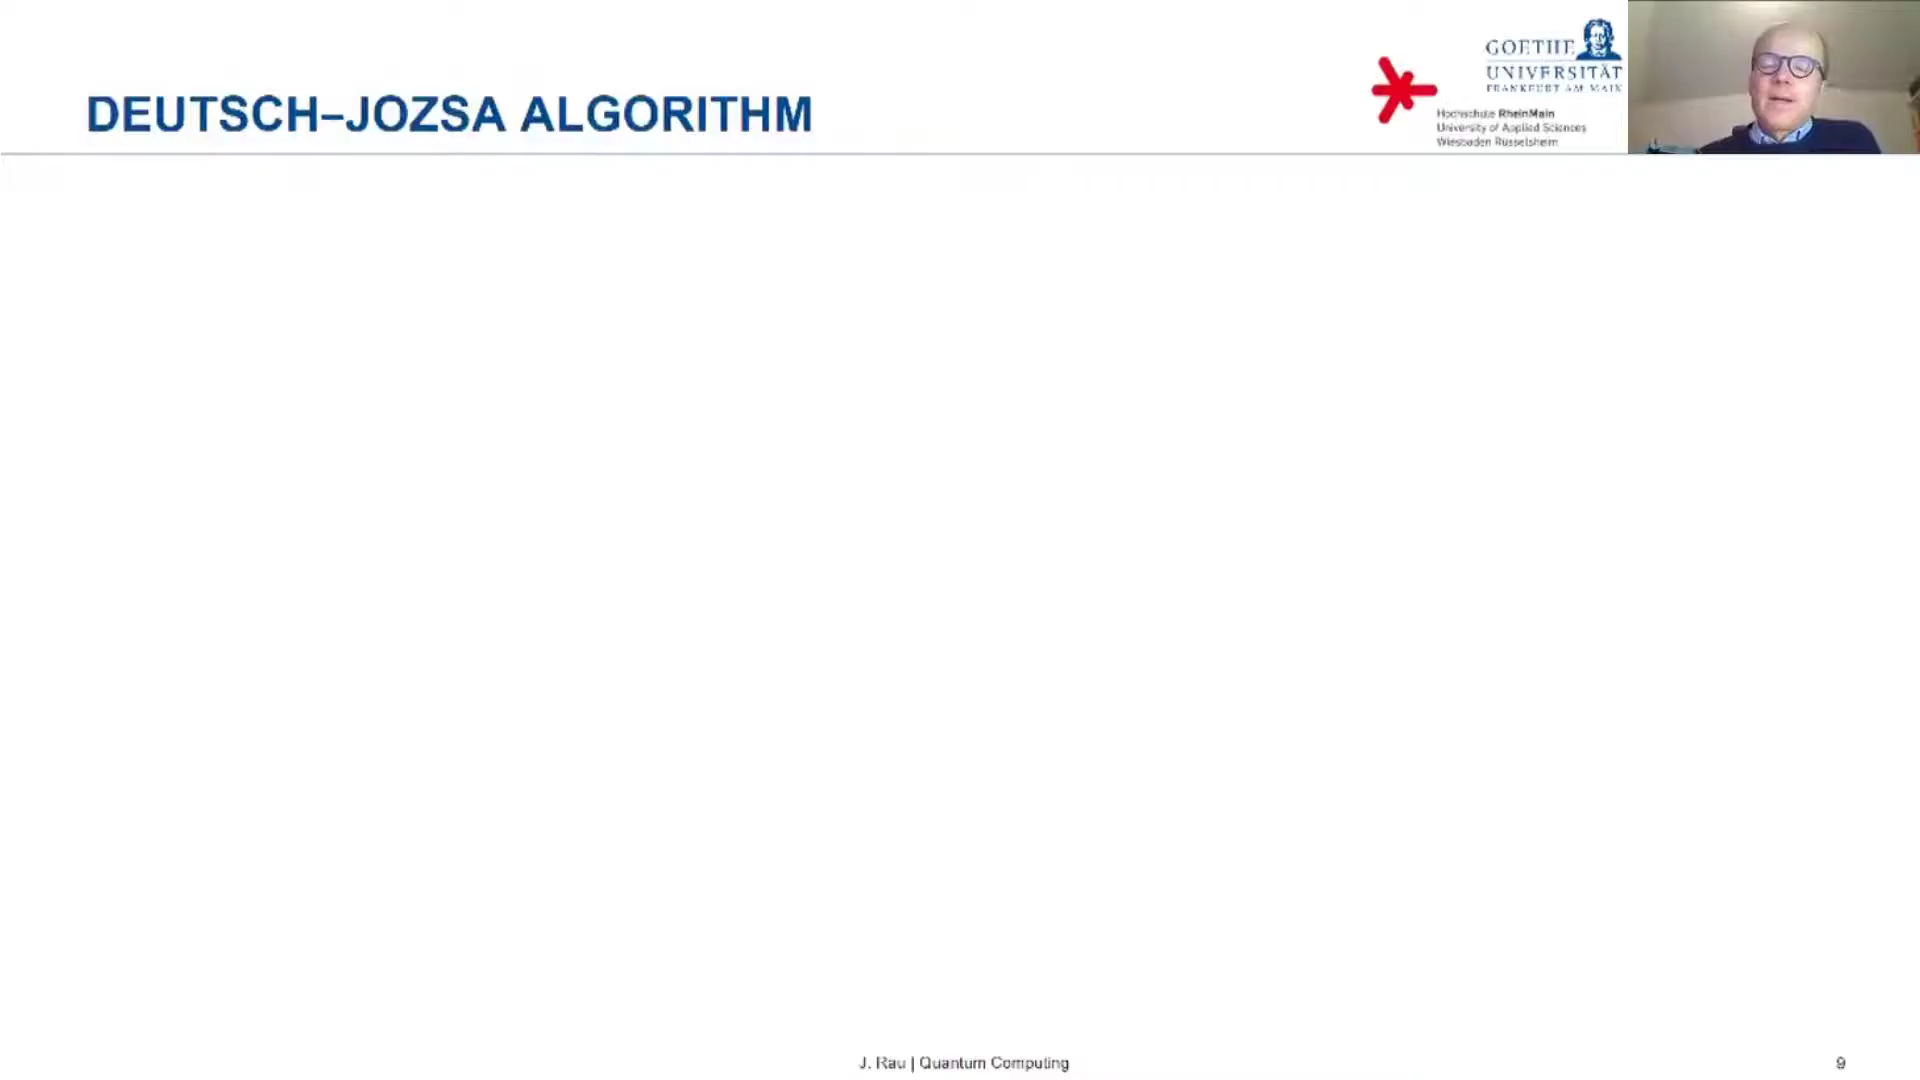 DEUTSCH–JOZSA ALGORITHM
GOETHE
UNIVERSITÄT
FRANKFURT AM MAIN
Hochschule RheinMain
University of Applied Sciences
Wiesbaden Rüsselsheim
J. Rau | Quantum Computing
9